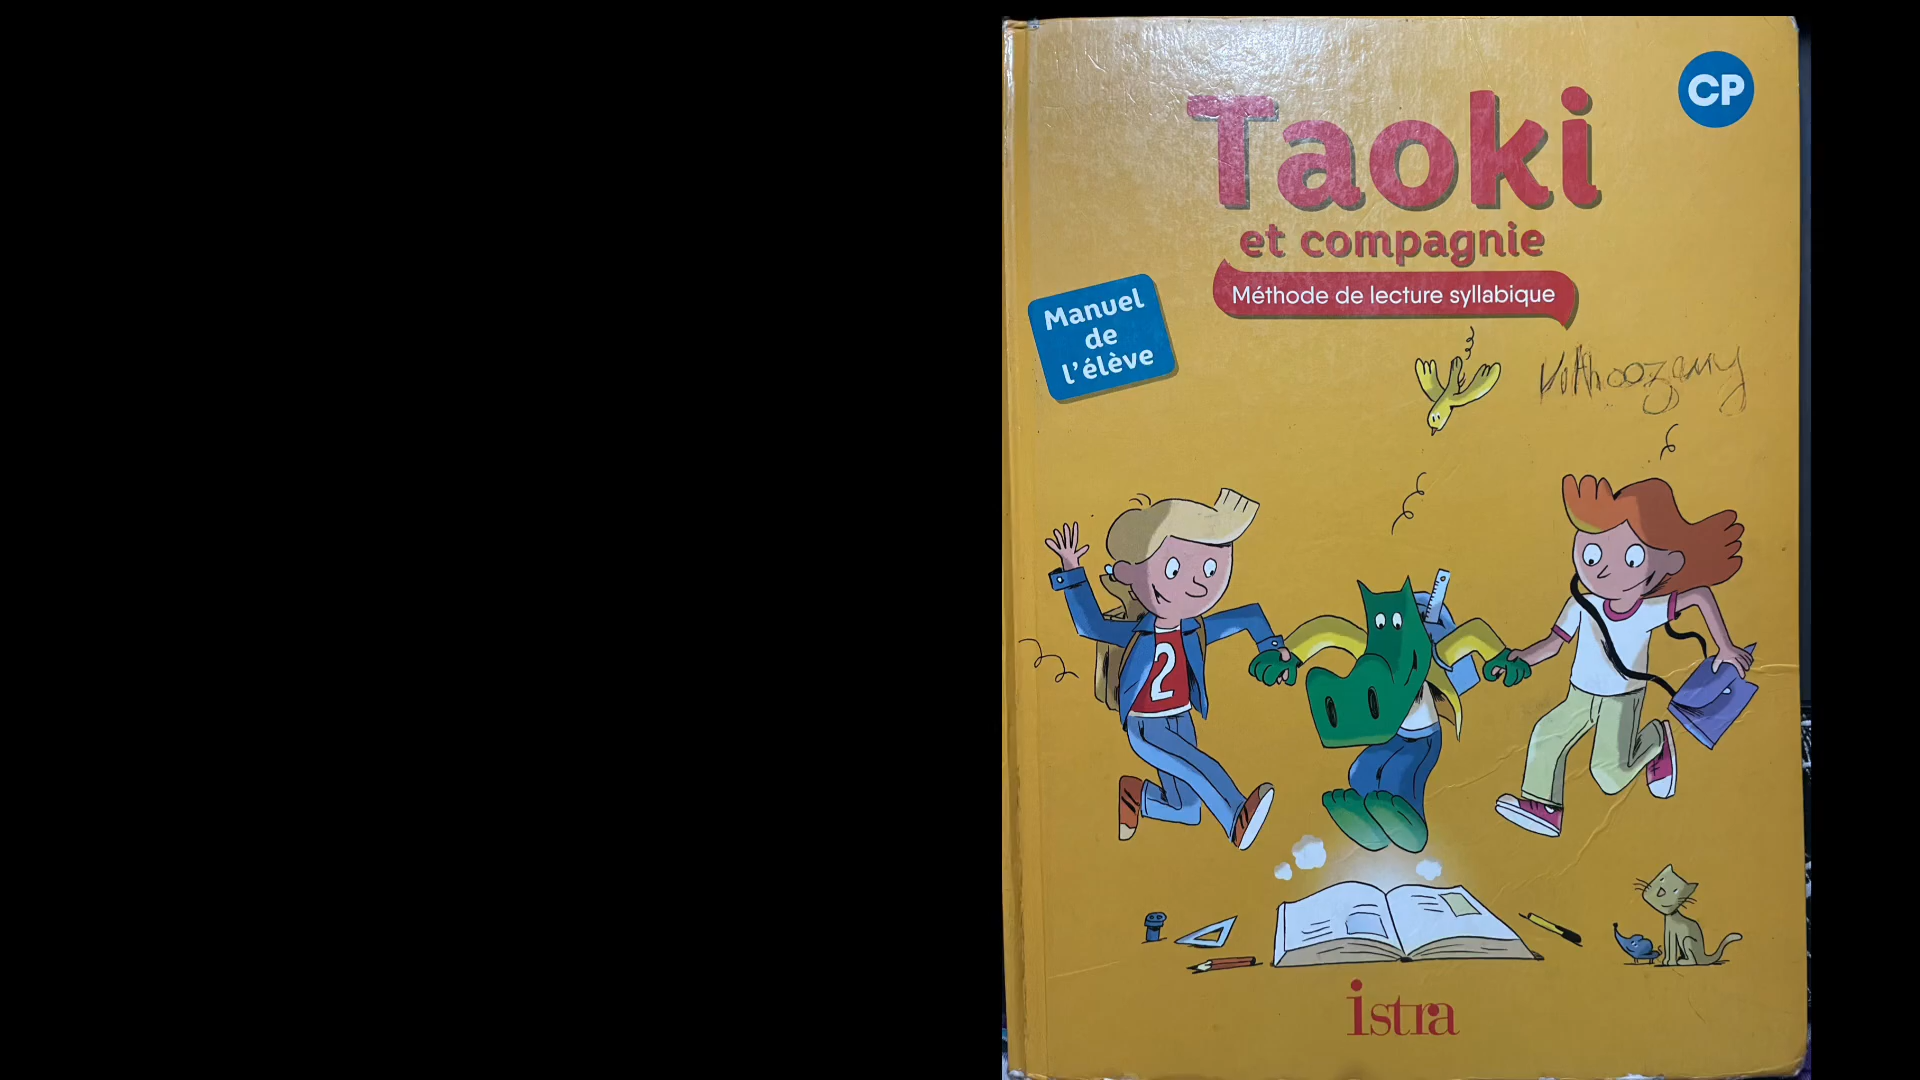 CP
Taoki
et compagnie
Méthode de lecture syllabique
Manuel
de
l'élève
2
istra